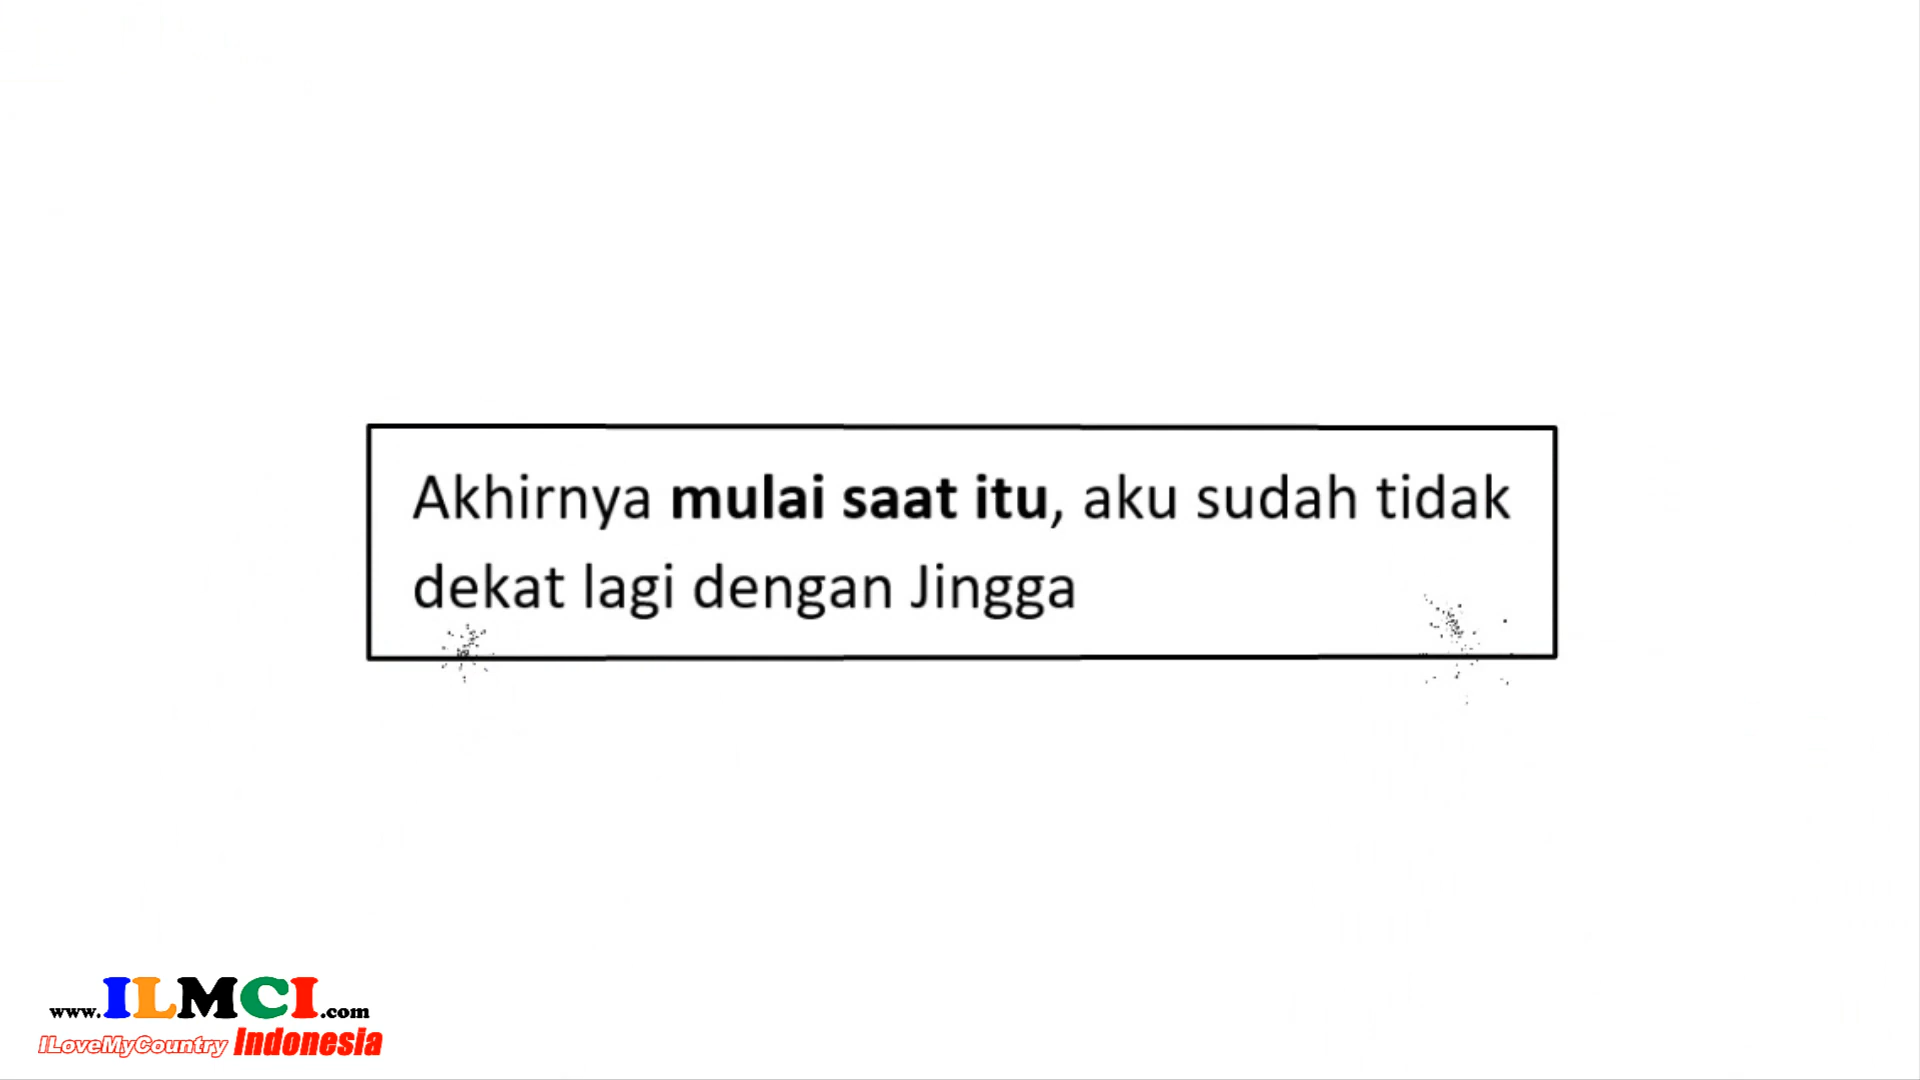 Akhirnya mulai saat itu, aku sudah tidak
dekat lagi dengan Jingga
www.ILMCI.com
ILoveMyCountry Indonesia